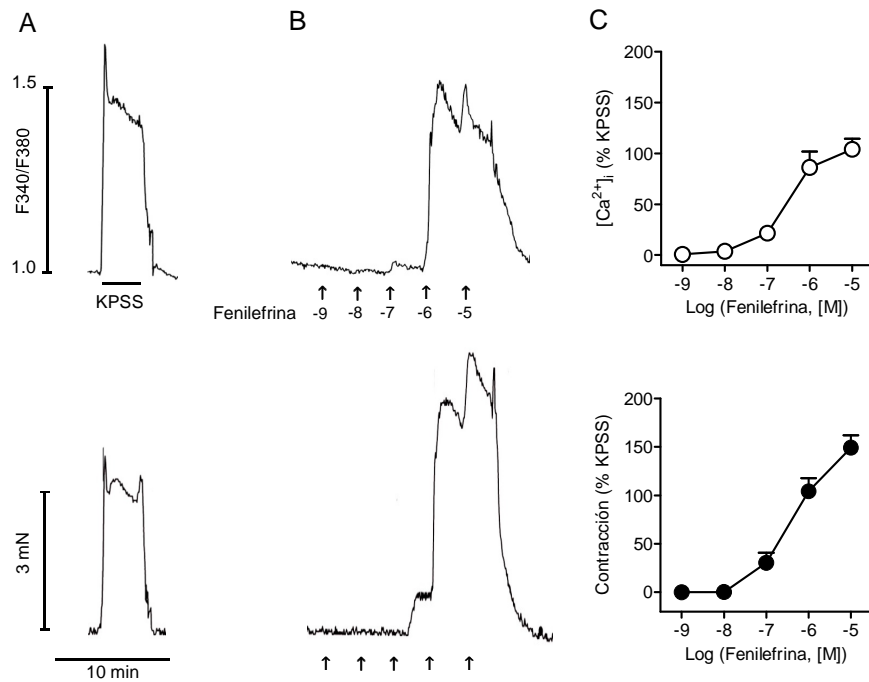 A
B
C
1.5
F340/F380
1.0
KPSS
Fenilefrina
-9 -8 -7 -6 -5
200
150
100
50
0
[Ca²⁺]i (% KPSS)
-9 -8 -7 -6 -5
Log (Fenilefrina, [M])
3 mN
10 min
200
150
100
50
0
Contracción (% KPSS)
-9 -8 -7 -6 -5
Log (Fenilefrina, [M])